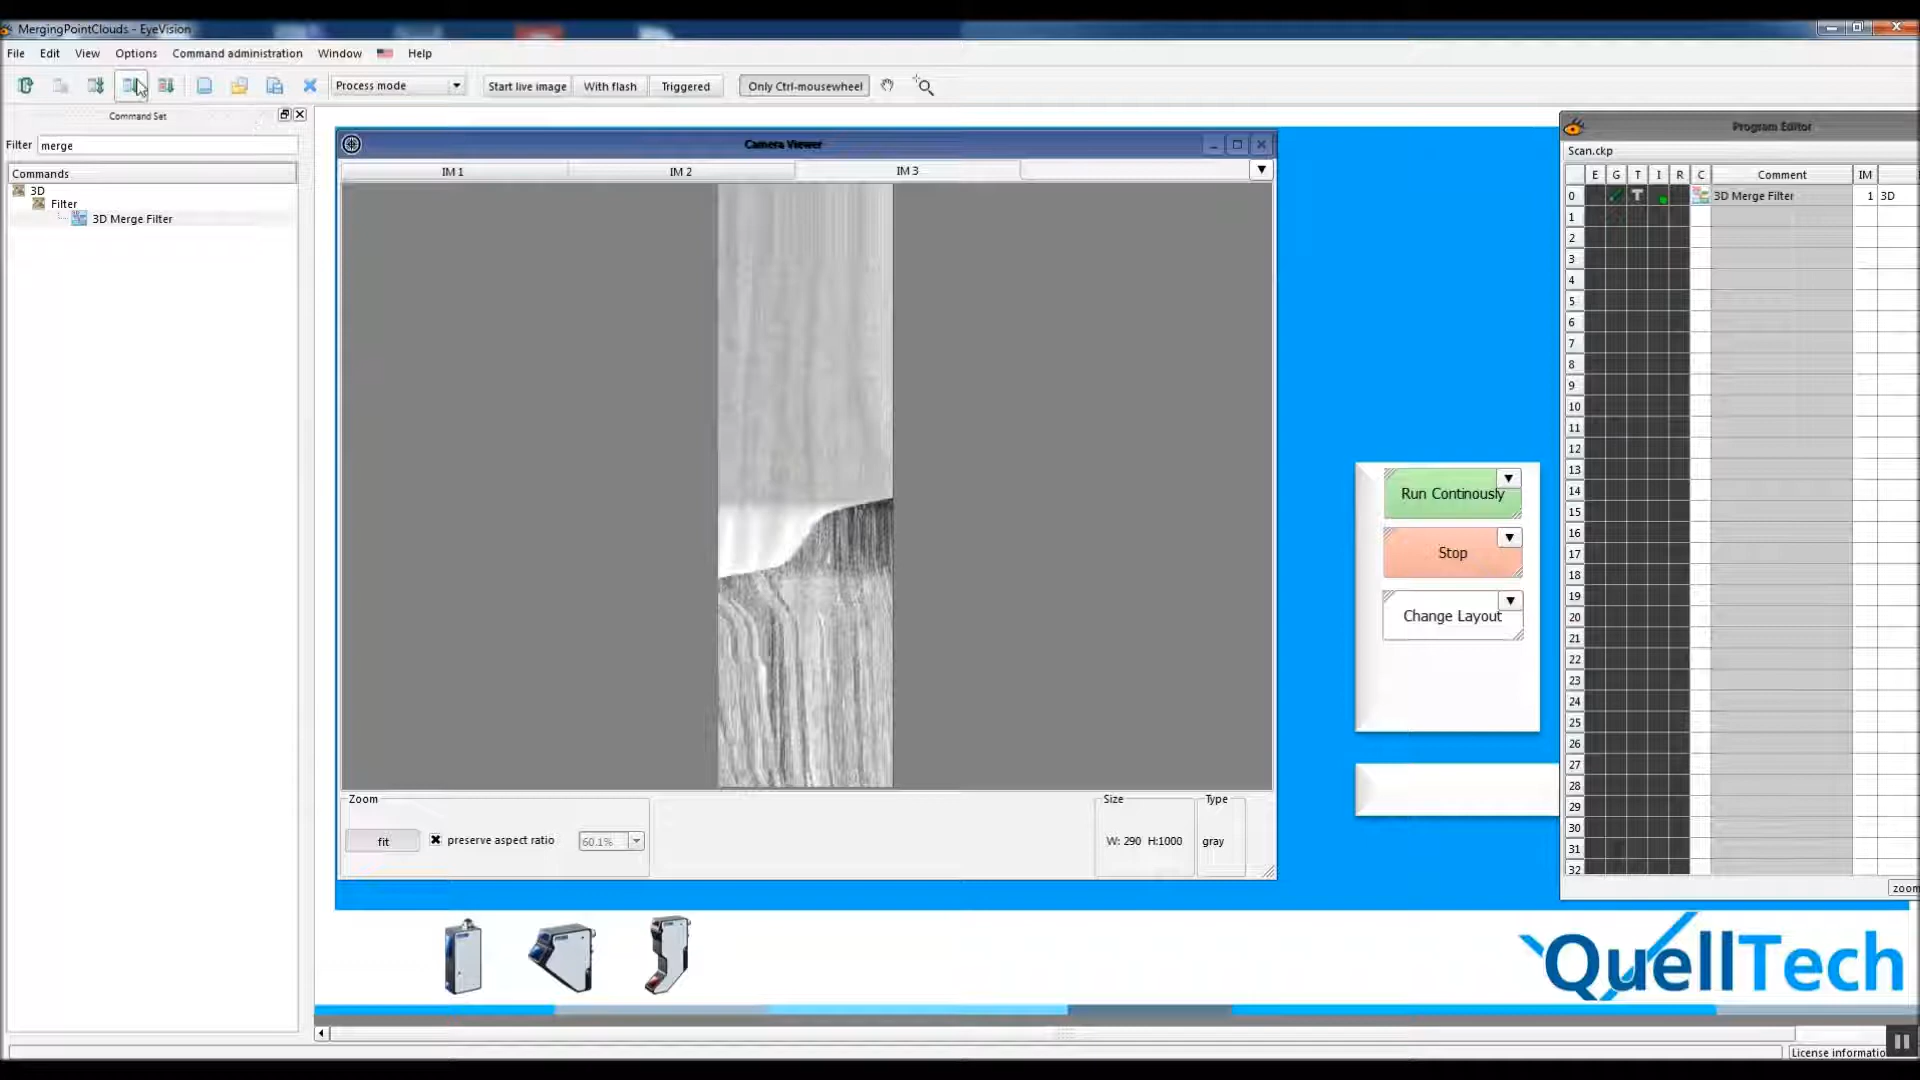 MergingPointClouds - EyeVision
File Edit View Options Command administration Window Help
Process mode Start live image With flash Triggered Only Ctrl-mousewheel
Command Set
Filter merge
Commands
3D
Filter
3D Merge Filter
Camera Viewer
IM 1 IM 2 IM 3
Zoom
fit preserve aspect ratio 60.1%
Size
W: 290 H:1000
Type
gray
Run Continously
Stop
Change Layout
Program Editor
Scan.ckp
E G T I R C Comment IM
0 T 3D Merge Filter 1 3D
1
2
3
4
5
6
7
8
9
10
11
12
13
14
15
16
17
18
19
20
21
22
23
24
25
26
27
28
29
30
31
32
zoom
QuellTech
License informatio